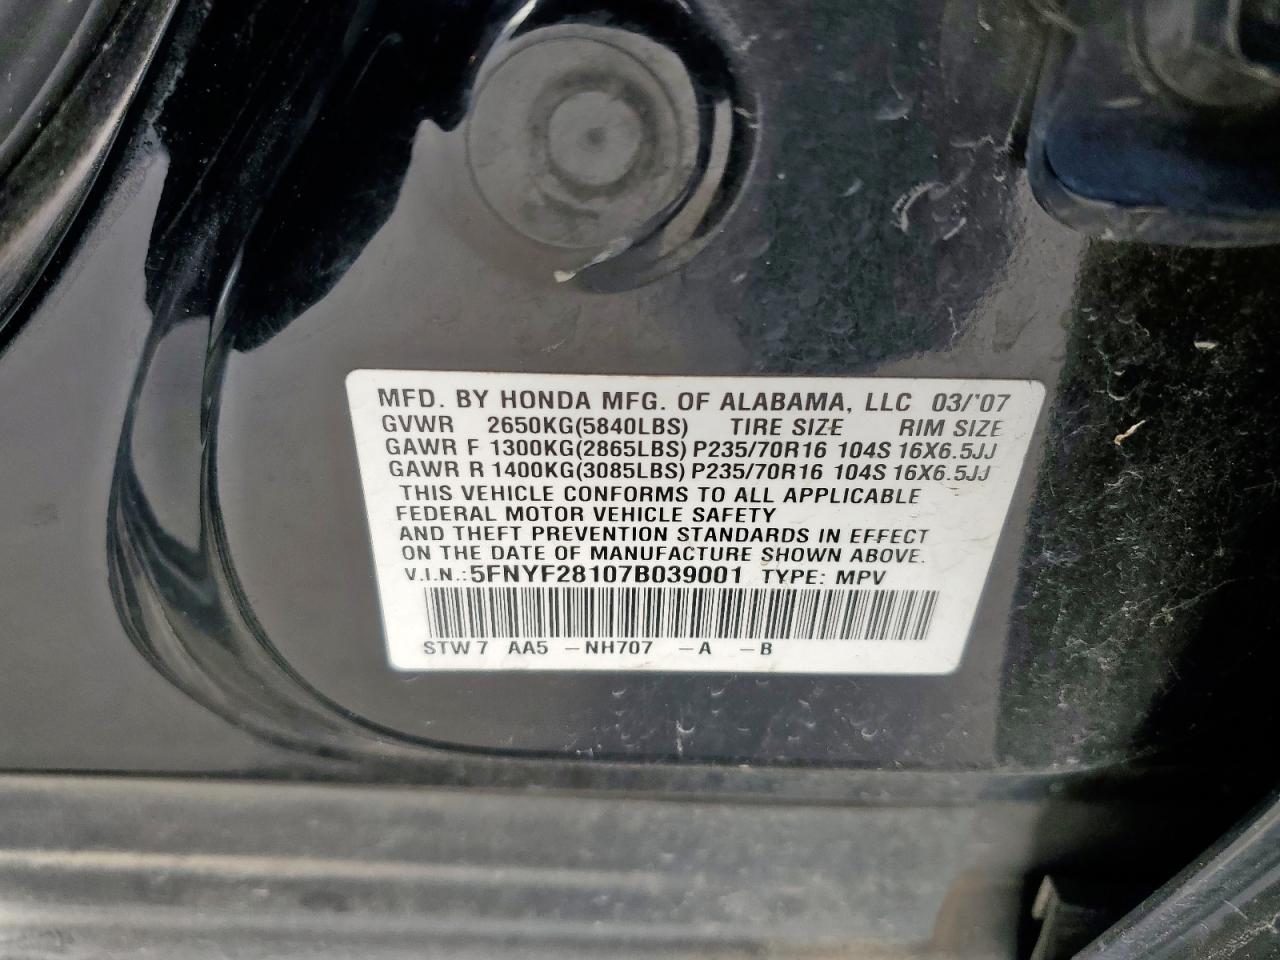 MFD. BY HONDA MFG. OF ALABAMA, LLC 03/'07
GVWR 2650KG(5840LBS) TIRE SIZE RIM SIZE
GAWR F 1300KG(2865LBS) P235/70R16 104S 16X6.5JJ
GAWR R 1400KG(3085LBS) P235/70R16 104S 16X6.5JJ
THIS VEHICLE CONFORMS TO ALL APPLICABLE
FEDERAL MOTOR VEHICLE SAFETY
AND THEFT PREVENTION STANDARDS IN EFFECT
ON THE DATE OF MANUFACTURE SHOWN ABOVE.
V.I.N.: 5FNYF28107B039001 TYPE: MPV
STW7 AA5 -NH707 -A -B